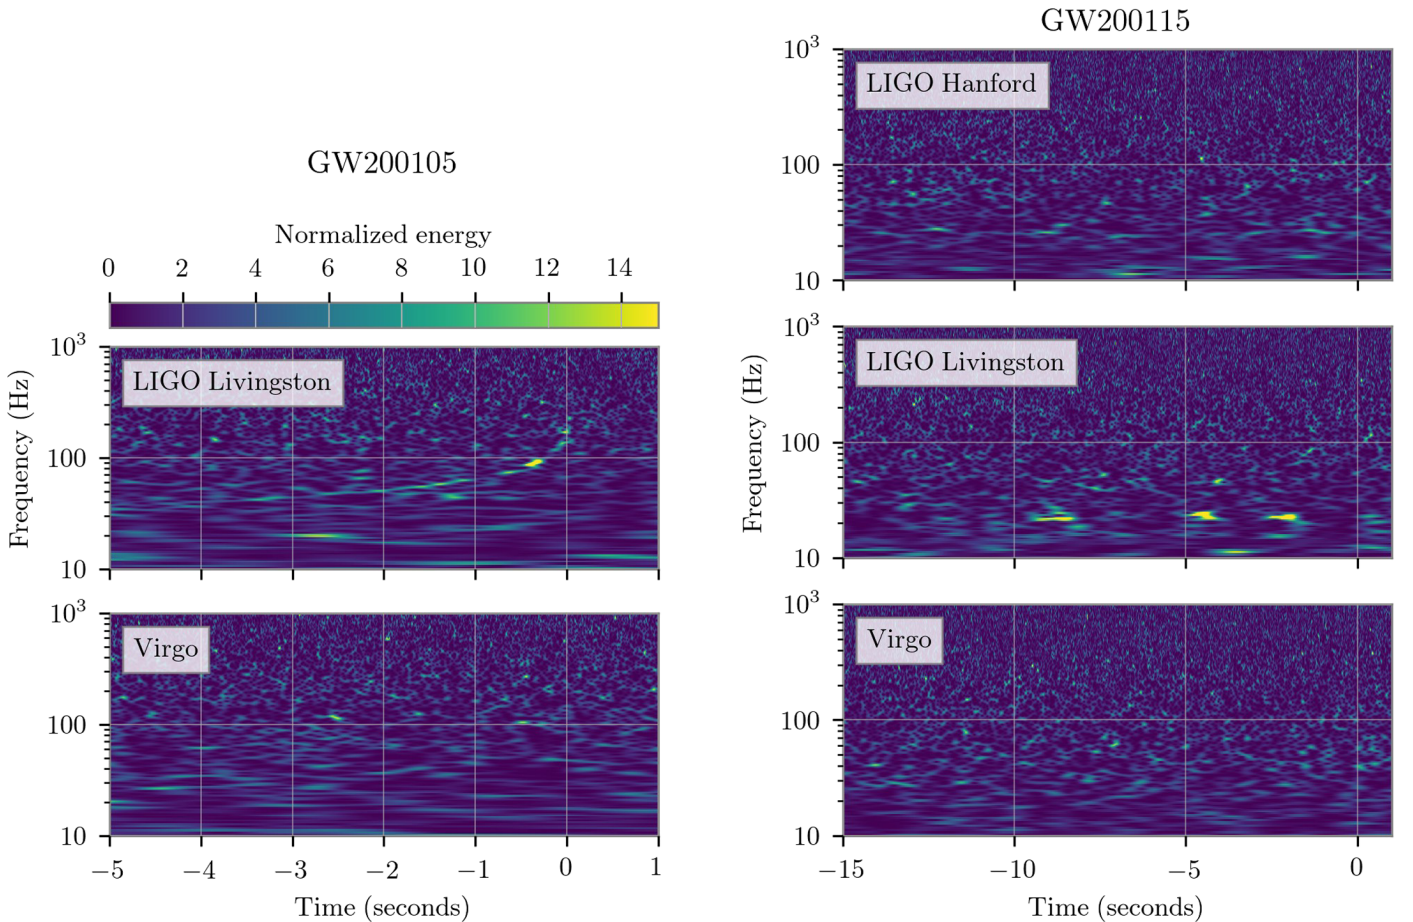 GW200105
Normalized energy
0 2 4 6 8 10 12 14
10³
LIGO Livingston
100
10
Frequency (Hz)
10³
Virgo
100
10
−5 −4 −3 −2 −1 0 1
Time (seconds)
GW200115
10³
LIGO Hanford
100
10
10³
LIGO Livingston
100
10
Frequency (Hz)
10³
Virgo
100
10
−15 −10 −5 0
Time (seconds)